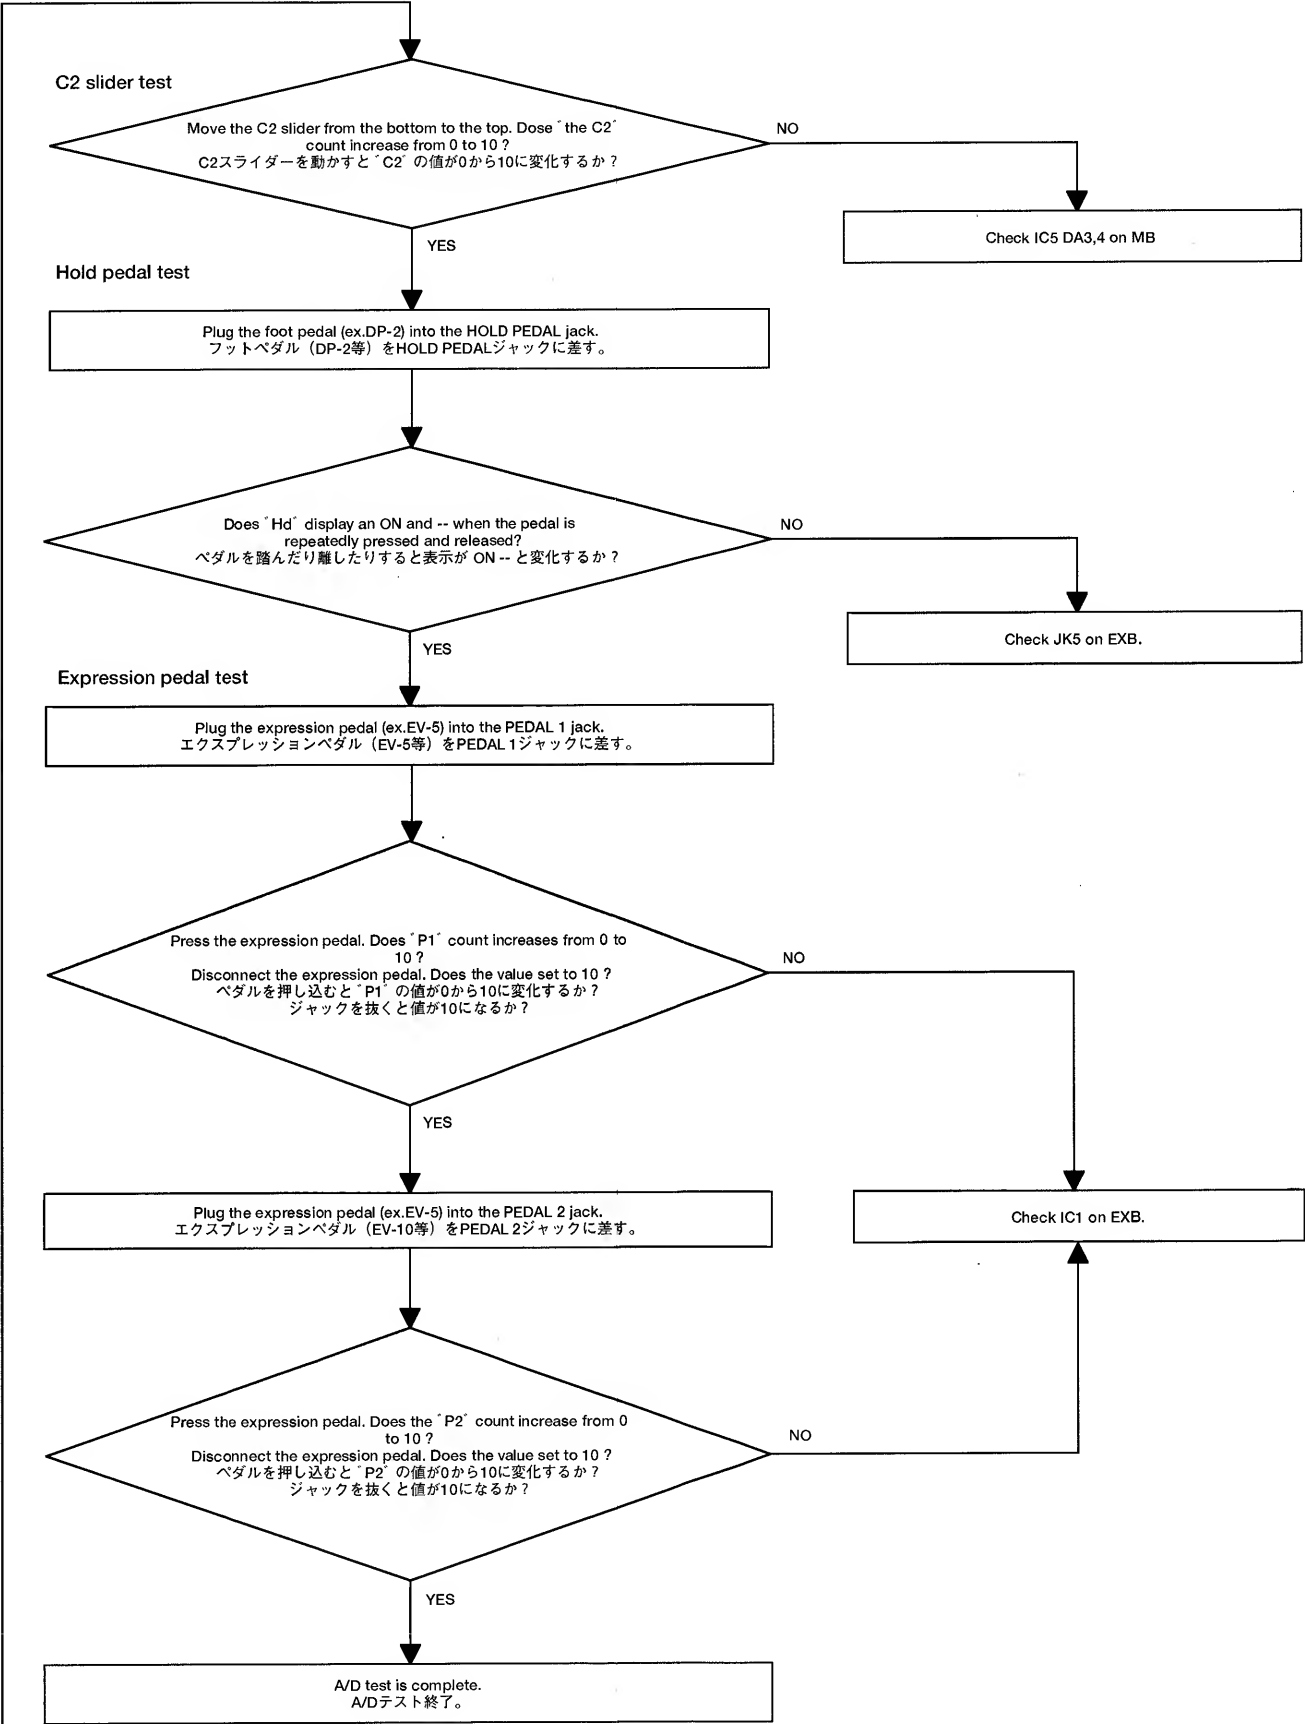 C2 slider test
Move the C2 slider from the bottom to the top. Dose ˝the C2˝
count increase from 0 to 10 ?
C2スライダーを動かすと ˝C2˝ の値が0から10に変化するか？
NO
Check IC5 DA3,4 on MB
YES
Hold pedal test
Plug the foot pedal (ex.DP-2) into the HOLD PEDAL jack.
フットペダル（DP-2等）をHOLD PEDALジャックに差す。
Does ˝Hd˝ display an ON and -- when the pedal is
repeatedly pressed and released?
ペダルを踏んだり離したりすると表示が ON -- と変化するか？
NO
Check JK5 on EXB.
YES
Expression pedal test
Plug the expression pedal (ex.EV-5) into the PEDAL 1 jack.
エクスプレッションペダル（EV-5等）をPEDAL 1ジャックに差す。
Press the expression pedal. Does ˝P1˝ count increases from 0 to
10 ?
Disconnect the expression pedal. Does the value set to 10 ?
ペダルを押し込むと ˝P1˝ の値が0から10に変化するか？
ジャックを抜くと値が10になるか？
NO
YES
Plug the expression pedal (ex.EV-5) into the PEDAL 2 jack.
エクスプレッションペダル（EV-10等）をPEDAL 2ジャックに差す。
Check IC1 on EXB.
Press the expression pedal. Does the ˝P2˝ count increase from 0
to 10 ?
Disconnect the expression pedal. Does the value set to 10 ?
ペダルを押し込むと ˝P2˝ の値が0から10に変化するか？
ジャックを抜くと値が10になるか？
NO
YES
A/D test is complete.
A/Dテスト終了。